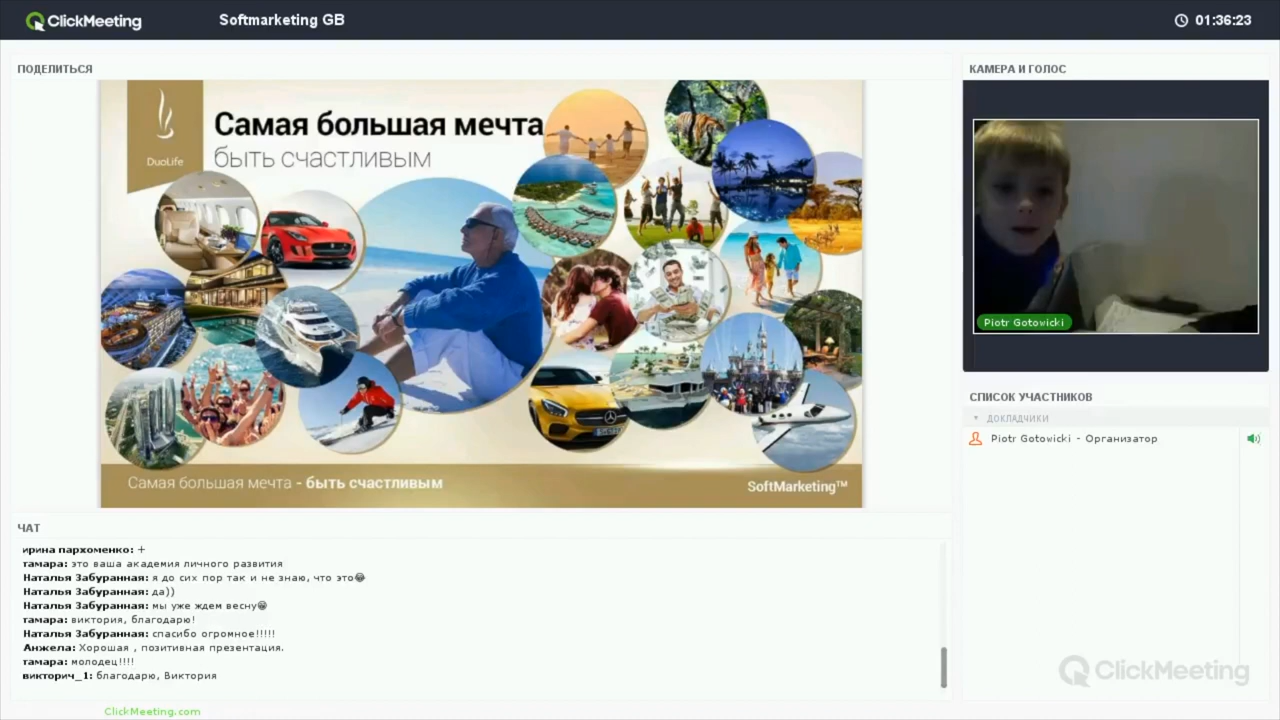 ClickMeeting
Softmarketing GB
01:36:23
ПОДЕЛИТЬСЯ
DuoLife
Самая большая мечта
быть счастливым
Самая большая мечта - быть счастливым
SoftMarketing™
КАМЕРА И ГОЛОС
Piotr Gotowicki
СПИСОК УЧАСТНИКОВ
ДОКЛАДЧИКИ
Piotr Gotowicki - Организатор
ЧАТ
ирина пархоменко: +
тамара: это ваша академия личного развития
Наталья Забуранная: я до сих пор так и не знаю, что это😂
Наталья Забуранная: да))
Наталья Забуранная: мы уже ждем весну😁
тамара: виктория, благодарю!
Наталья Забуранная: спасибо огромное!!!!!
Анжела: Хорошая , позитивная презентация.
тамара: молодец!!!!
викторич_1: благодарю, Виктория
ClickMeeting
ClickMeeting.com